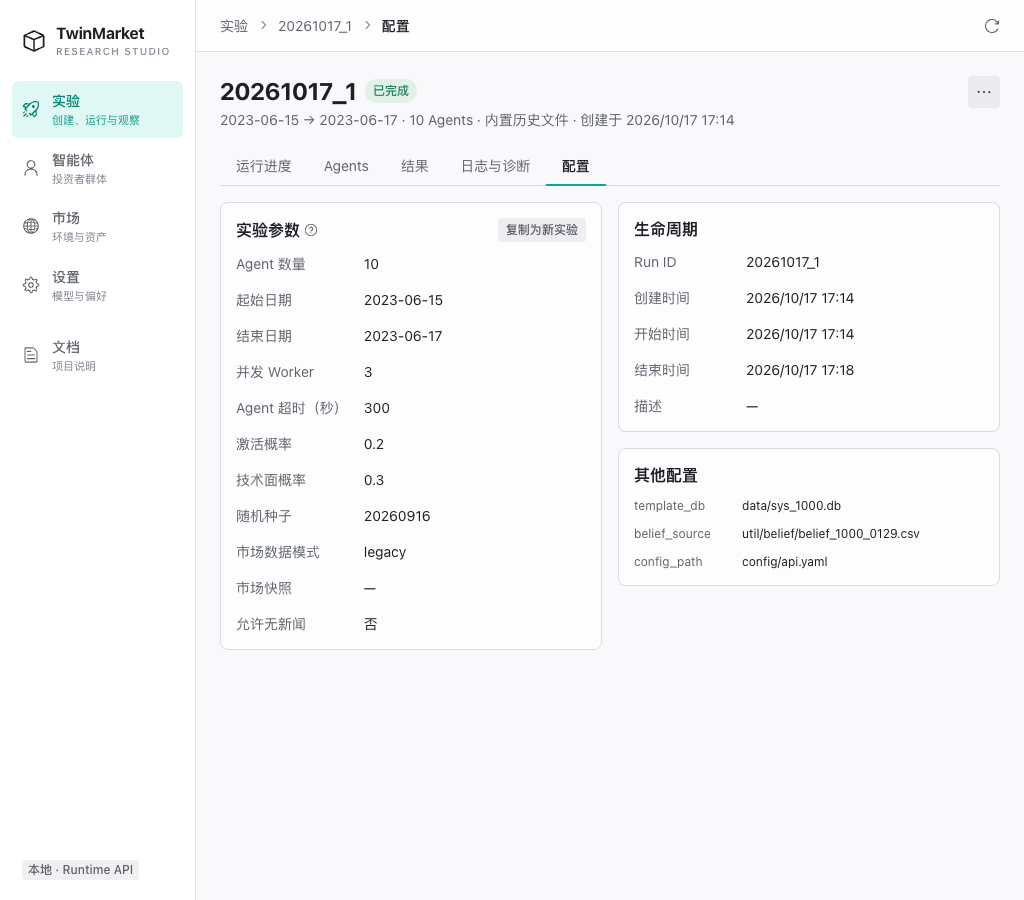 TwinMarket
RESEARCH STUDIO
实验
创建、运行与观察
智能体
投资者群体
市场
环境与资产
设置
模型与偏好
文档
项目说明
本地 · Runtime API
实验 > 20261017_1 > 配置
20261017_1 已完成
2023-06-15 → 2023-06-17 · 10 Agents · 内置历史文件 · 创建于 2026/10/17 17:14
运行进度 Agents 结果 日志与诊断 配置
实验参数 复制为新实验
Agent 数量 10
起始日期 2023-06-15
结束日期 2023-06-17
并发 Worker 3
Agent 超时（秒） 300
激活概率 0.2
技术面概率 0.3
随机种子 20260916
市场数据模式 legacy
市场快照 —
允许无新闻 否
生命周期
Run ID 20261017_1
创建时间 2026/10/17 17:14
开始时间 2026/10/17 17:14
结束时间 2026/10/17 17:18
描述 —
其他配置
template_db data/sys_1000.db
belief_source util/belief/belief_1000_0129.csv
config_path config/api.yaml